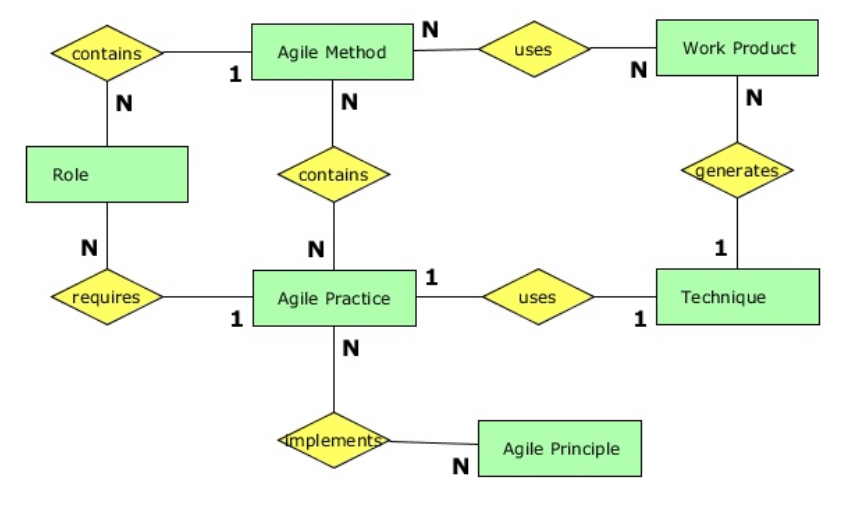 contains
1
Agile Method
N
uses
N
Work Product
N
N
N
Role
contains
generates
N
N
1
requires
1
Agile Practice
1
uses
1
Technique
N
implements
N
Agile Principle